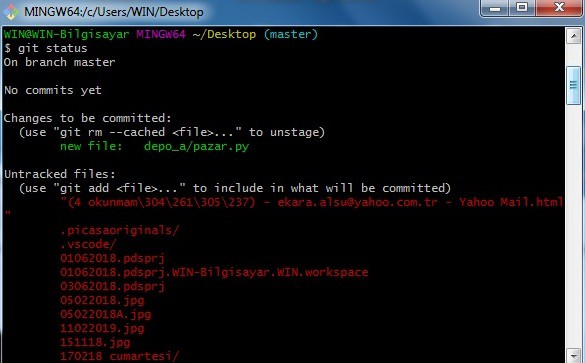 MINGW64:/c/Users/WIN/Desktop
WIN@WIN-Bilgisayar MINGW64 ~/Desktop (master)
$ git status
On branch master
No commits yet
Changes to be committed:
(use "git rm --cached <file>..." to unstage)
new file: depo_a/pazar.py
Untracked files:
(use "git add <file>..." to include in what will be committed)
"(4 okunmam\304\261\305\237) - ekara.alsu@yahoo.com.tr - Yahoo Mail.html
"
.picasaoriginals/
.vscode/
01062018.pdsprj
01062018.pdsprj.WIN-Bilgisayar.WIN.workspace
03062018.pdsprj
05022018.jpg
05022018A.jpg
11022019.jpg
151118.jpg
170218 cumartesi/